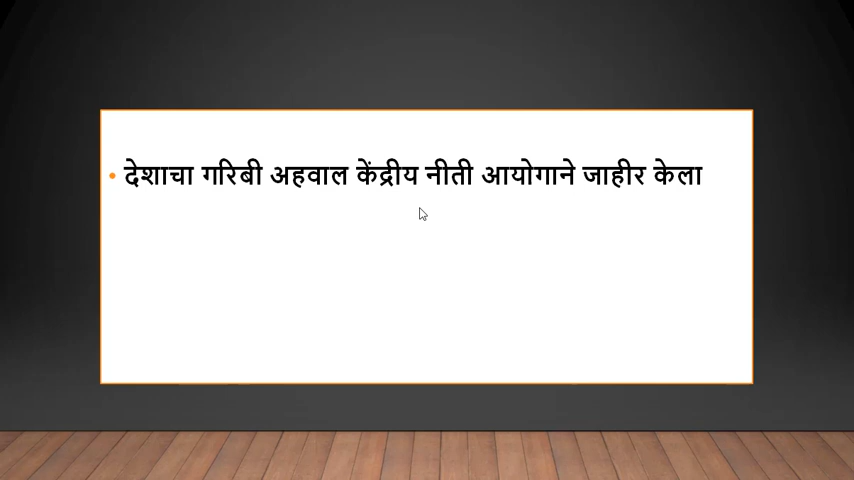 • देशाचा गरिबी अहवाल केंद्रीय नीती आयोगाने जाहीर केला